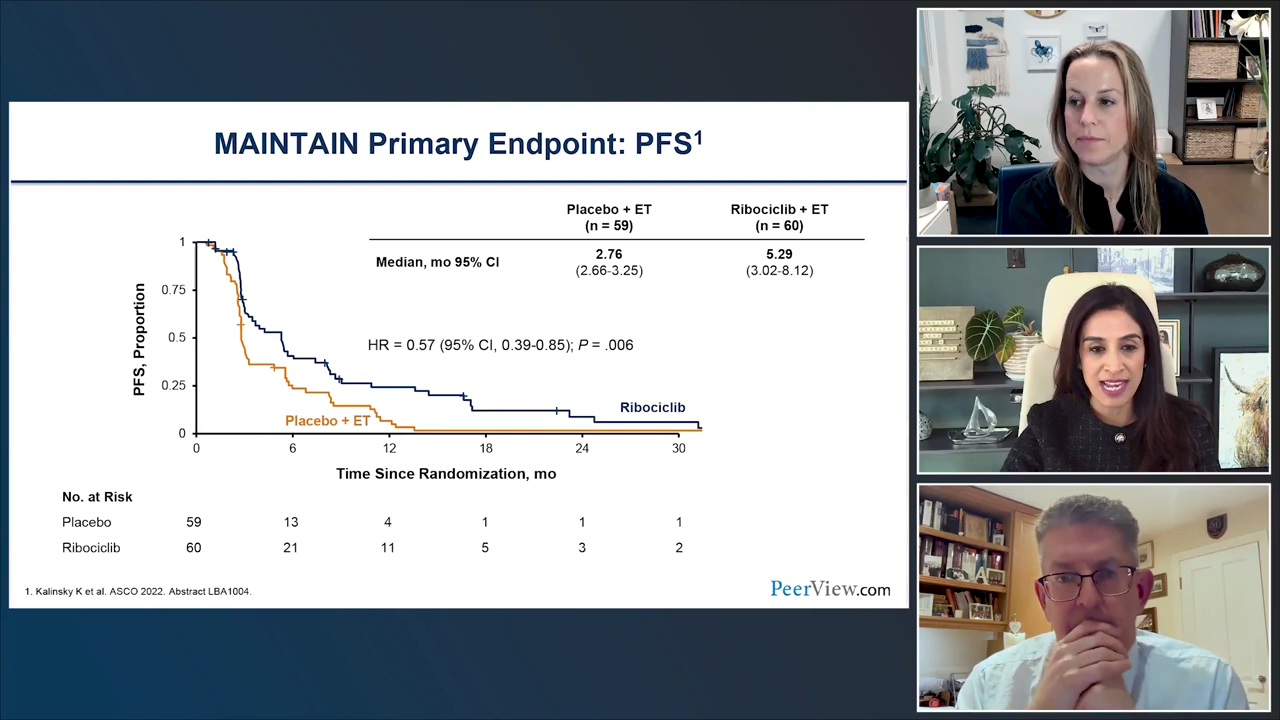 MAINTAIN Primary Endpoint: PFS1
Placebo + ET
(n = 59)
Ribociclib + ET
(n = 60)
Median, mo 95% CI
2.76
(2.66-3.25)
5.29
(3.02-8.12)
PFS, Proportion
1
0.75
0.5
0.25
0
HR = 0.57 (95% CI, 0.39-0.85); P = .006
Ribociclib
Placebo + ET
0 6 12 18 24 30
Time Since Randomization, mo
No. at Risk
Placebo 59 13 4 1 1 1
Ribociclib 60 21 11 5 3 2
1. Kalinsky K et al. ASCO 2022. Abstract LBA1004.
PeerView.com